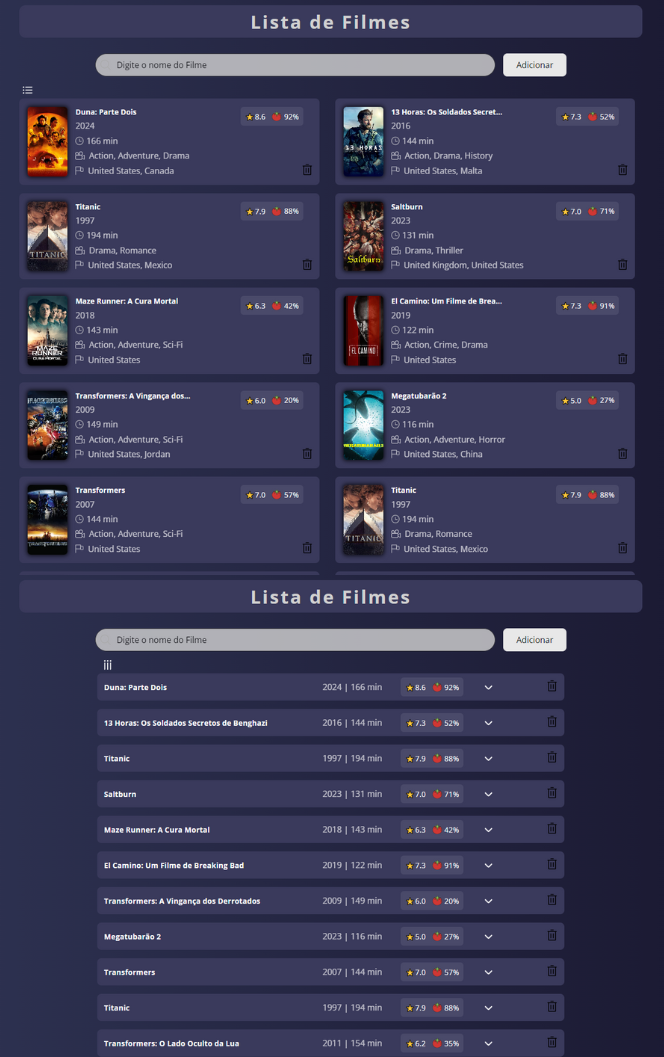 Lista de Filmes
Digite o nome do Filme
Adicionar
Duna: Parte Dois
8.6 92%
2024
166 min
Action, Adventure, Drama
United States, Canada
13 Horas: Os Soldados Secret...
7.3 52%
2016
144 min
Action, Drama, History
United States, Malta
13 HORAS
Titanic
7.9 88%
1997
194 min
Drama, Romance
United States, Mexico
TITANIC
Saltburn
7.0 71%
2023
131 min
Drama, Thriller
United Kingdom, United States
Saltburn
Maze Runner: A Cura Mortal
6.3 42%
2018
143 min
Action, Adventure, Sci-Fi
United States
MAZE
RUNNER
CURA MORTAL
El Camino: Um Filme de Brea...
7.3 91%
2019
122 min
Action, Crime, Drama
United States
EL CAMINO
Transformers: A Vingança dos...
6.0 20%
2009
149 min
Action, Adventure, Sci-Fi
United States, Jordan
Megatubarão 2
5.0 27%
2023
116 min
Action, Adventure, Horror
United States, China
Transformers
7.0 57%
2007
144 min
Action, Adventure, Sci-Fi
United States
Titanic
7.9 88%
1997
194 min
Drama, Romance
United States, Mexico
TITANIC
Lista de Filmes
Digite o nome do Filme
Adicionar
Duna: Parte Dois 2024 | 166 min 8.6 92%
13 Horas: Os Soldados Secretos de Benghazi 2016 | 144 min 7.3 52%
Titanic 1997 | 194 min 7.9 88%
Saltburn 2023 | 131 min 7.0 71%
Maze Runner: A Cura Mortal 2018 | 143 min 6.3 42%
El Camino: Um Filme de Breaking Bad 2019 | 122 min 7.3 91%
Transformers: A Vingança dos Derrotados 2009 | 149 min 6.0 20%
Megatubarão 2 2023 | 116 min 5.0 27%
Transformers 2007 | 144 min 7.0 57%
Titanic 1997 | 194 min 7.9 88%
Transformers: O Lado Oculto da Lua 2011 | 154 min 6.2 35%